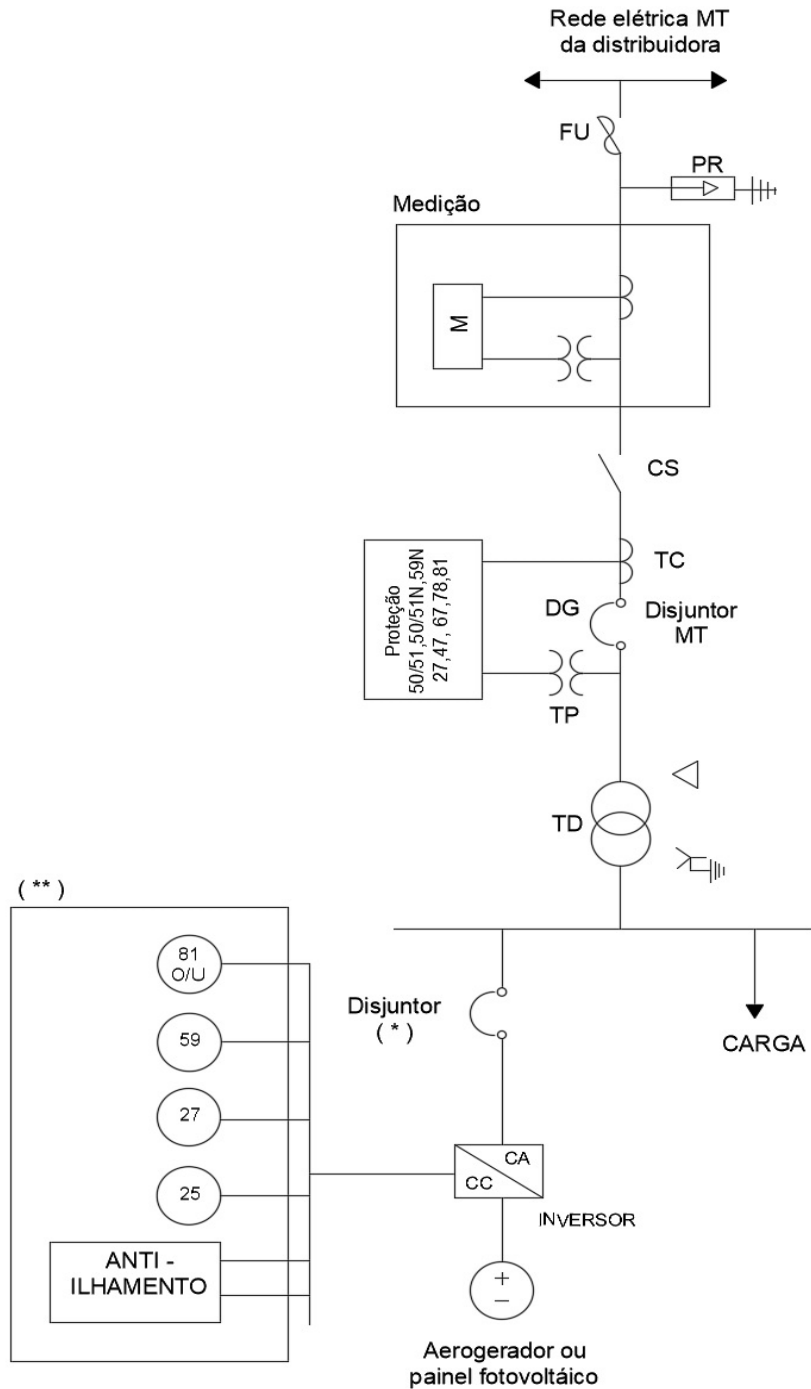 Rede elétrica MT
da distribuidora
FU
PR
Medição
M
CS
TC
Proteção
50/51,50/51N,59N
27,47, 67,78,81
DG
Disjuntor
MT
TP
TD
( ** )
81
O/U
59
27
25
ANTI -
ILHAMENTO
Disjuntor
( * )
CARGA
CA
CC
INVERSOR
+
–
Aerogerador ou
painel fotovoltáico